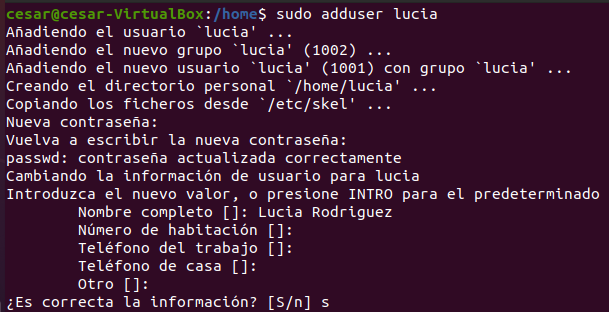 cesar@cesar-VirtualBox:/home$ sudo adduser lucia
Añadiendo el usuario `lucia' ...
Añadiendo el nuevo grupo `lucia' (1002) ...
Añadiendo el nuevo usuario `lucia' (1001) con grupo `lucia' ...
Creando el directorio personal `/home/lucia' ...
Copiando los ficheros desde `/etc/skel' ...
Nueva contraseña:
Vuelva a escribir la nueva contraseña:
passwd: contraseña actualizada correctamente
Cambiando la información de usuario para lucia
Introduzca el nuevo valor, o presione INTRO para el predeterminado
        Nombre completo []: Lucia Rodriguez
        Número de habitación []:
        Teléfono del trabajo []:
        Teléfono de casa []:
        Otro []:
¿Es correcta la información? [S/n] s